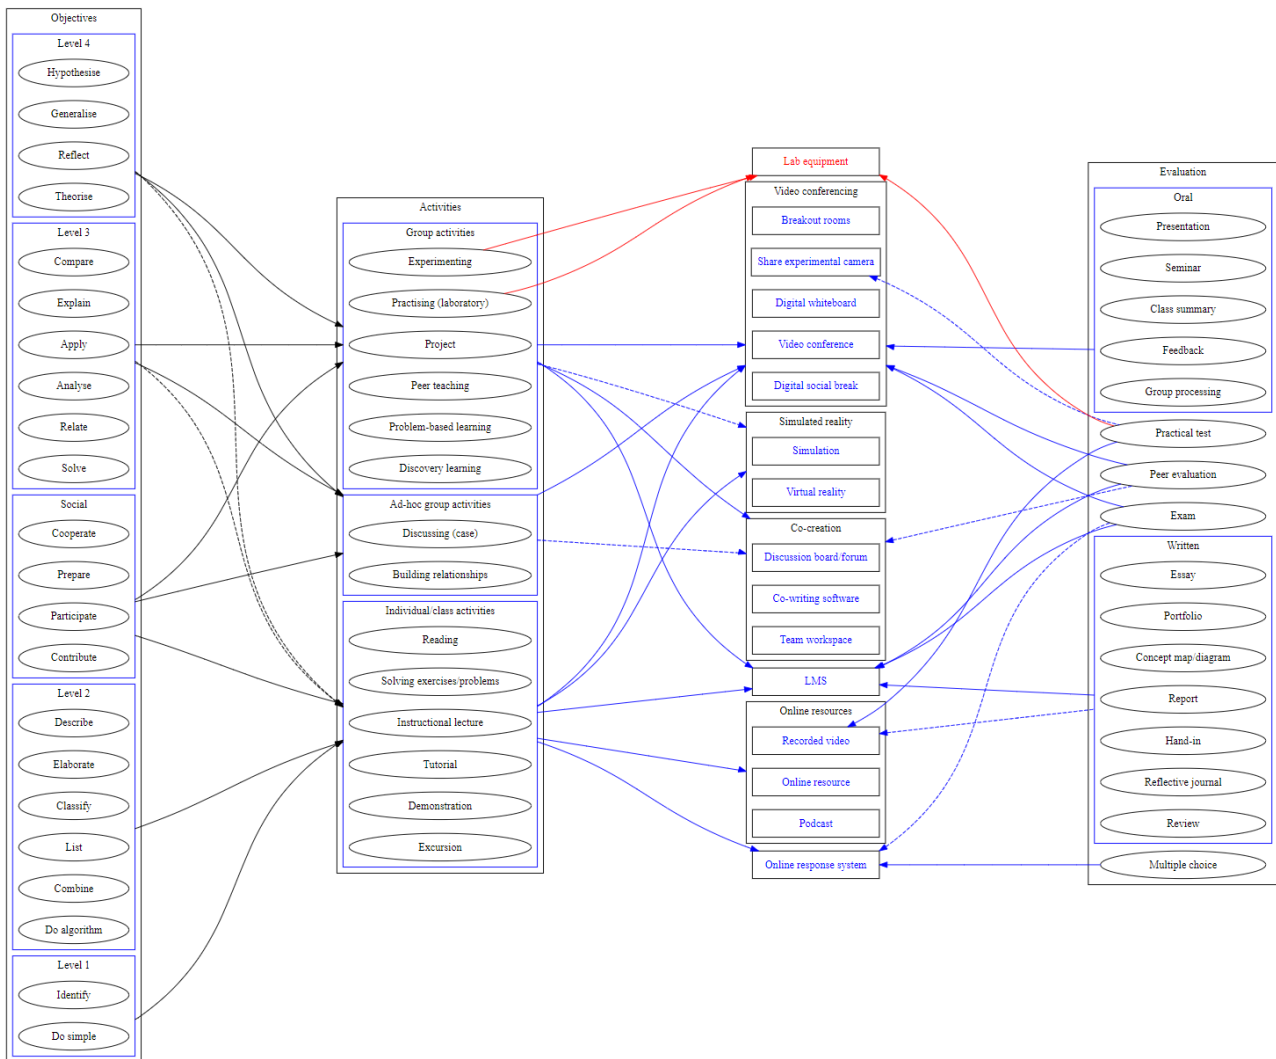 Objectives
Level 4
Hypothesise
Generalise
Reflect
Theorise
Level 3
Compare
Explain
Apply
Analyse
Relate
Solve
Social
Cooperate
Prepare
Participate
Contribute
Level 2
Describe
Elaborate
Classify
List
Combine
Do algorithm
Level 1
Identify
Do simple
Activities
Group activities
Experimenting
Practising (laboratory)
Project
Peer teaching
Problem-based learning
Discovery learning
Ad-hoc group activities
Discussing (case)
Building relationships
Individual/class activities
Reading
Solving exercises/problems
Instructional lecture
Tutorial
Demonstration
Excursion
Lab equipment
Video conferencing
Breakout rooms
Share experimental camera
Digital whiteboard
Video conference
Digital social break
Simulated reality
Simulation
Virtual reality
Co-creation
Discussion board/forum
Co-writing software
Team workspace
LMS
Online resources
Recorded video
Online resource
Podcast
Online response system
Evaluation
Oral
Presentation
Seminar
Class summary
Feedback
Group processing
Practical test
Peer evaluation
Exam
Written
Essay
Portfolio
Concept map/diagram
Report
Hand-in
Reflective journal
Review
Multiple choice